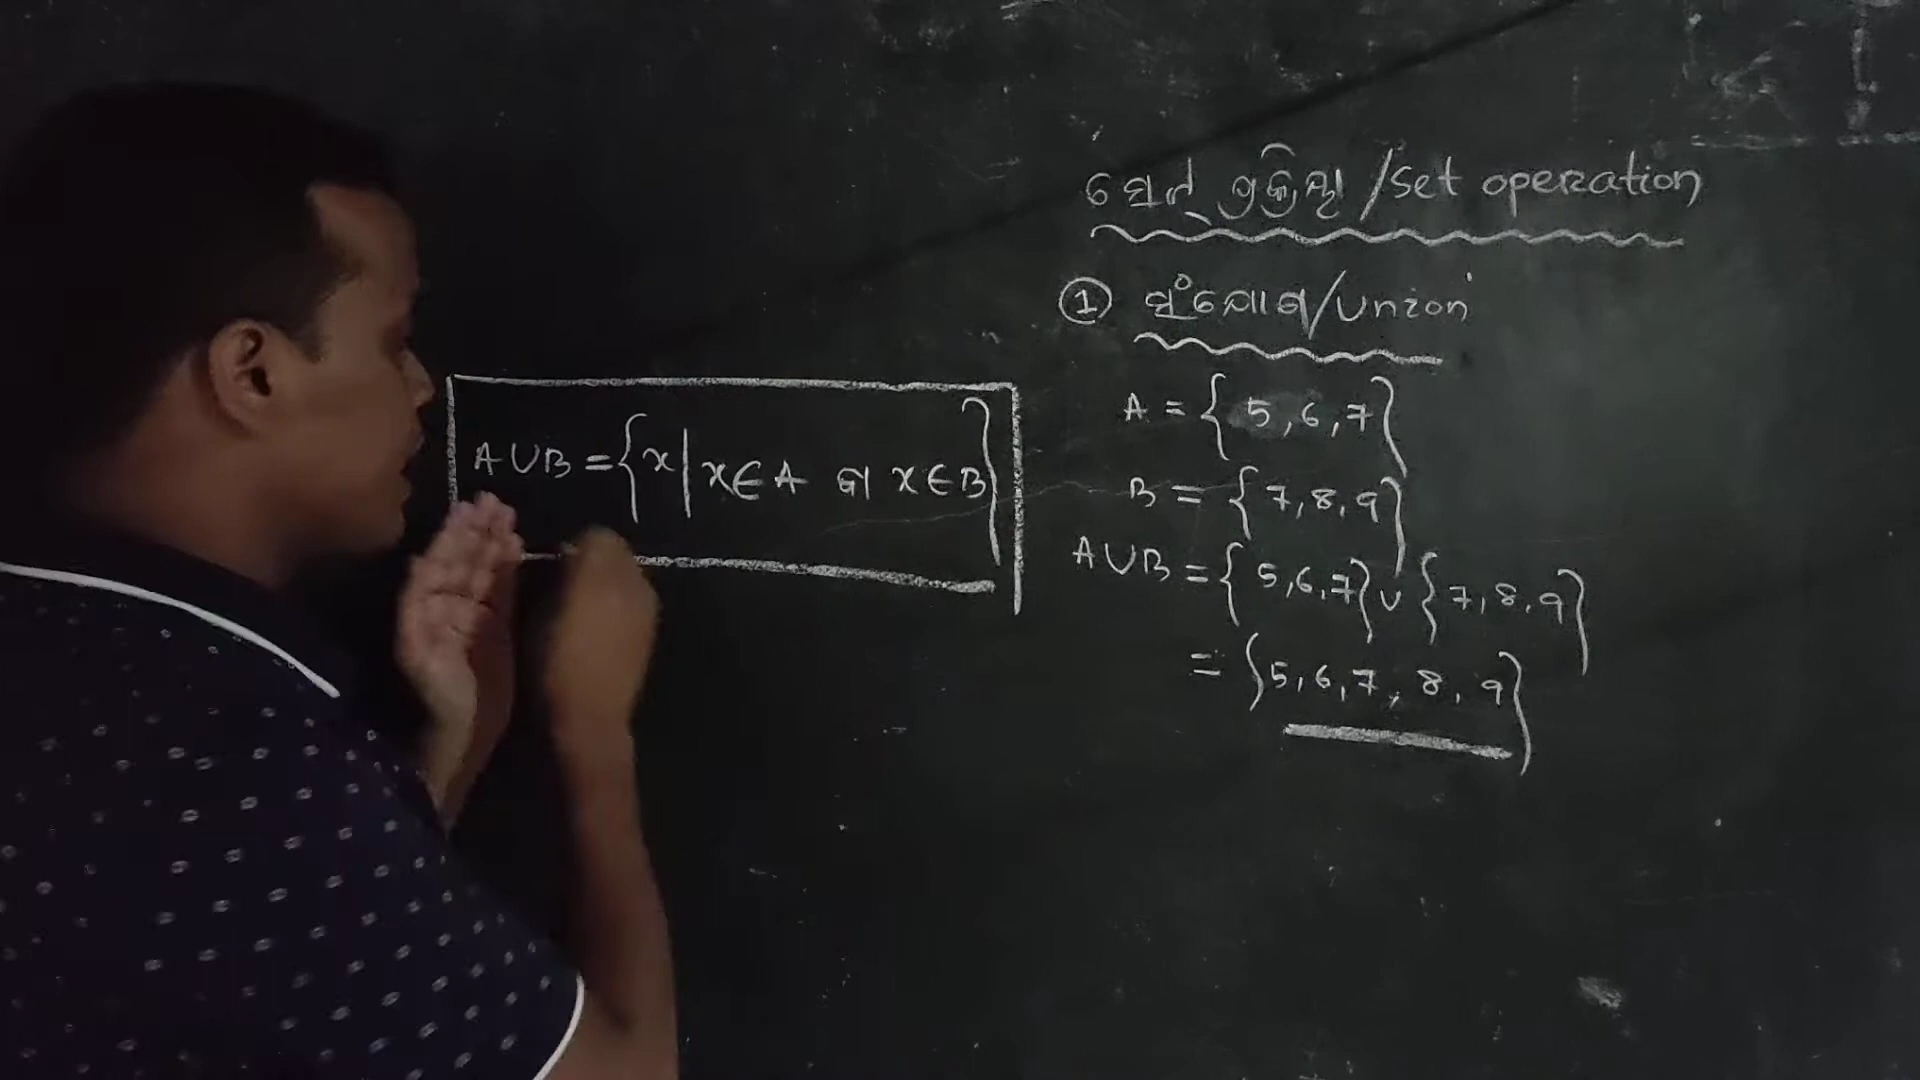 ସେଟ୍ ପ୍ରକ୍ରିୟା /Set operation
① ସଂଯୋଗ/Union
A = {5,6,7}
B = {7,8,9}
A∪B = {5,6,7} ∪ {7,8,9}
= {5,6,7,8,9}
A∪B = {x | x∈A ବା x∈B}